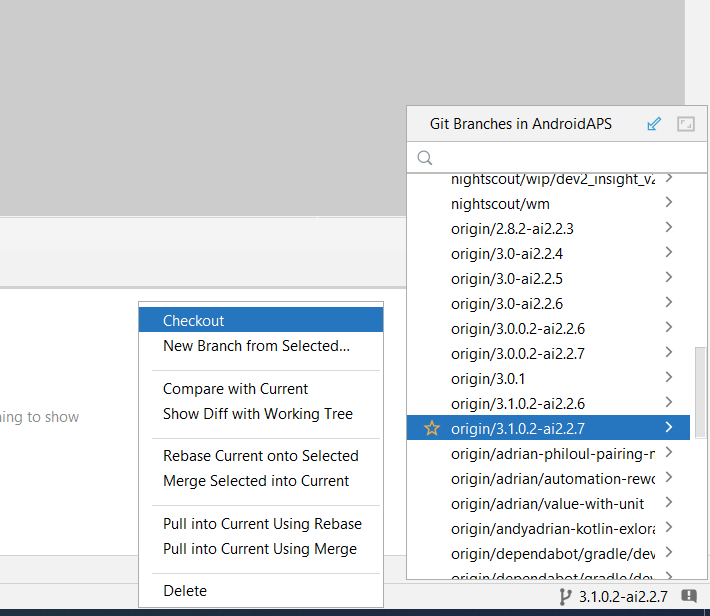 Git Branches in AndroidAPS
nightscout/wip/dev2_insight_v2
nightscout/wm
origin/2.8.2-ai2.2.3
origin/3.0-ai2.2.4
origin/3.0-ai2.2.5
origin/3.0-ai2.2.6
origin/3.0.0.2-ai2.2.6
origin/3.0.0.2-ai2.2.7
origin/3.0.1
origin/3.1.0.2-ai2.2.6
origin/3.1.0.2-ai2.2.7
origin/adrian-philoul-pairing-n
origin/adrian/automation-rewo
origin/adrian/value-with-unit
origin/andyadrian-kotlin-exlora
origin/dependabot/gradle/dev
origin/dependabot/gradle/dev
Checkout
New Branch from Selected...
Compare with Current
Show Diff with Working Tree
Rebase Current onto Selected
Merge Selected into Current
Pull into Current Using Rebase
Pull into Current Using Merge
Delete
ing to show
3.1.0.2-ai2.2.7